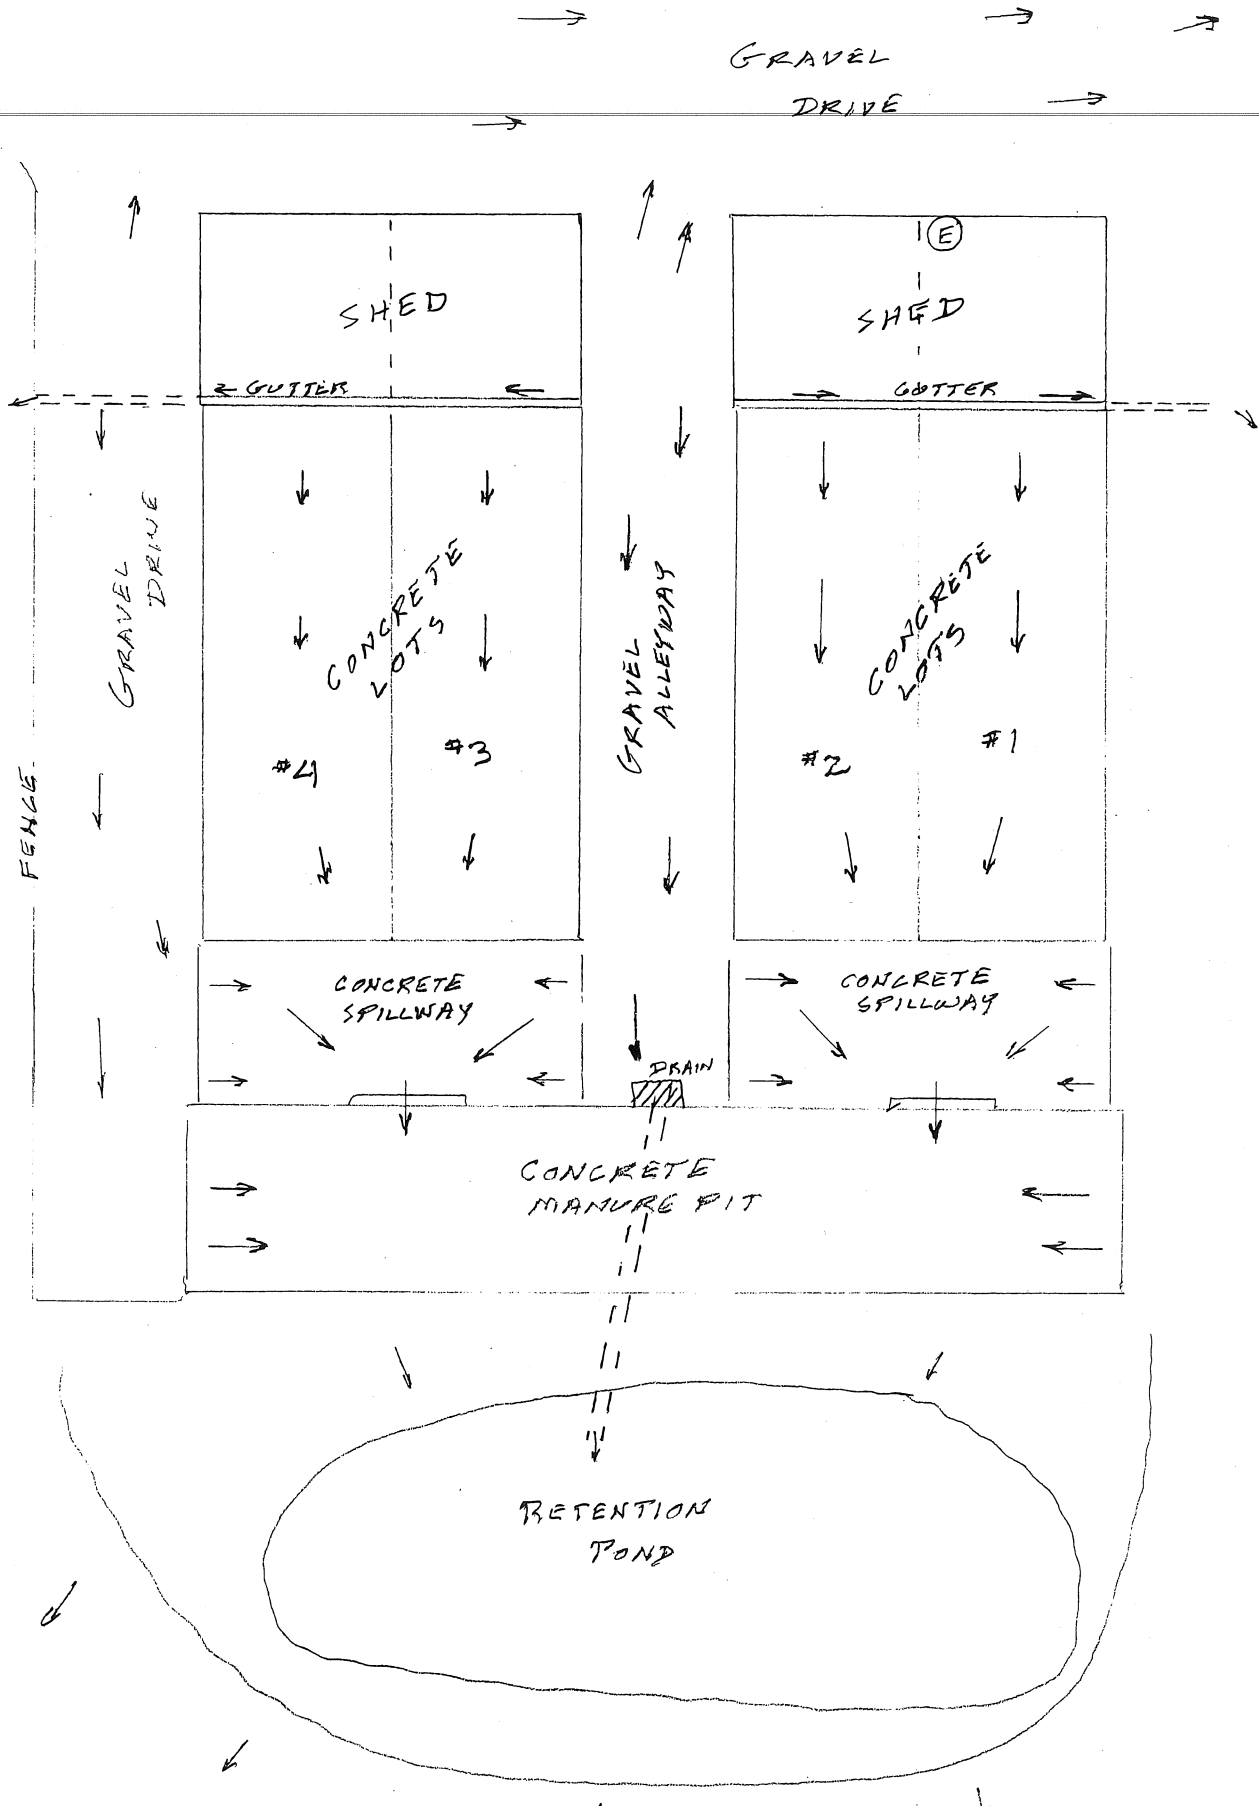 GRAVEL
DRIVE
E
SHED
SHED
GUTTER
GUTTER
GRAVEL
DRIVE
CONCRETE
LOTS
GRAVEL
ALLEYWAY
CONCRETE
LOTS
#4
#3
#2
#1
FENCE
CONCRETE
SPILLWAY
CONCRETE
SPILLWAY
DRAIN
CONCRETE
MANURE PIT
RETENTION
POND